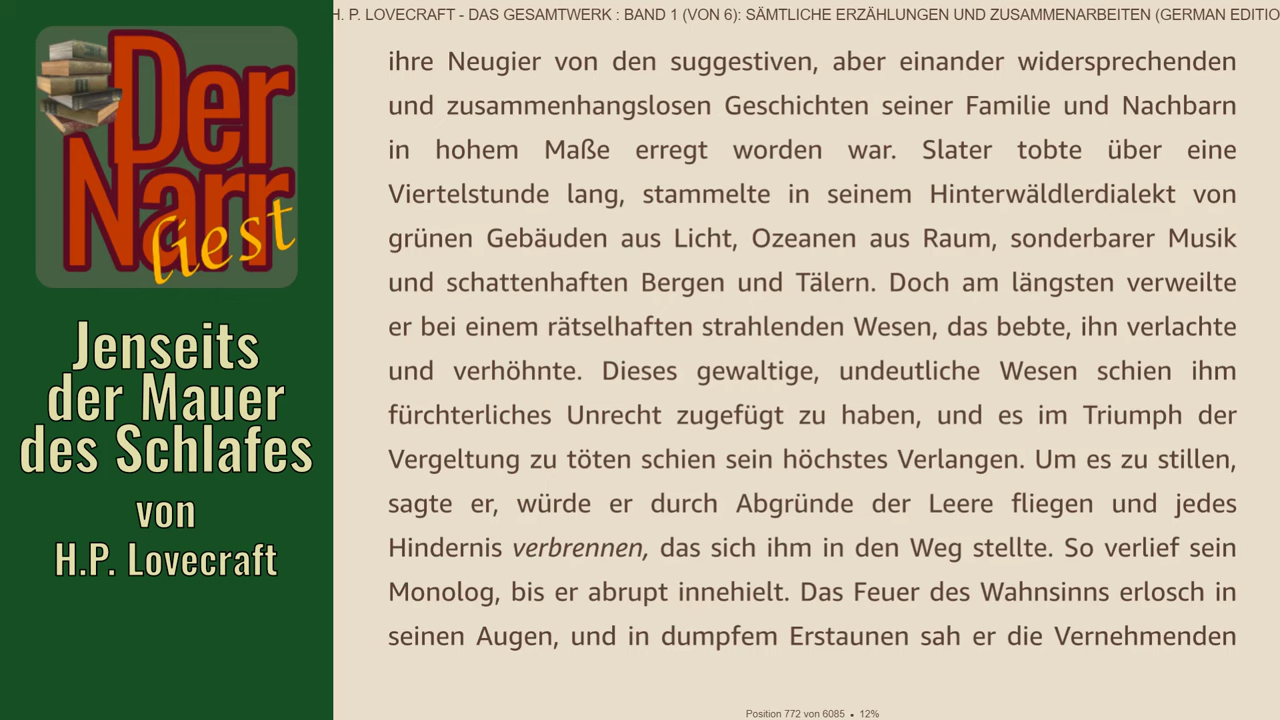 H. P. LOVECRAFT - DAS GESAMTWERK : BAND 1 (VON 6): SÄMTLICHE ERZÄHLUNGEN UND ZUSAMMENARBEITEN (GERMAN EDITIO
Der
Narr
liest
Jenseits
der Mauer
des Schlafes
von
H.P. Lovecraft
ihre Neugier von den suggestiven, aber einander widersprechenden
und zusammenhangslosen Geschichten seiner Familie und Nachbarn
in hohem Maße erregt worden war. Slater tobte über eine
Viertelstunde lang, stammelte in seinem Hinterwäldlerdialekt von
grünen Gebäuden aus Licht, Ozeanen aus Raum, sonderbarer Musik
und schattenhaften Bergen und Tälern. Doch am längsten verweilte
er bei einem rätselhaften strahlenden Wesen, das bebte, ihn verlachte
und verhöhnte. Dieses gewaltige, undeutliche Wesen schien ihm
fürchterliches Unrecht zugefügt zu haben, und es im Triumph der
Vergeltung zu töten schien sein höchstes Verlangen. Um es zu stillen,
sagte er, würde er durch Abgründe der Leere fliegen und jedes
Hindernis verbrennen, das sich ihm in den Weg stellte. So verlief sein
Monolog, bis er abrupt innehielt. Das Feuer des Wahnsinns erlosch in
seinen Augen, und in dumpfem Erstaunen sah er die Vernehmenden
Position 772 von 6085 • 12%